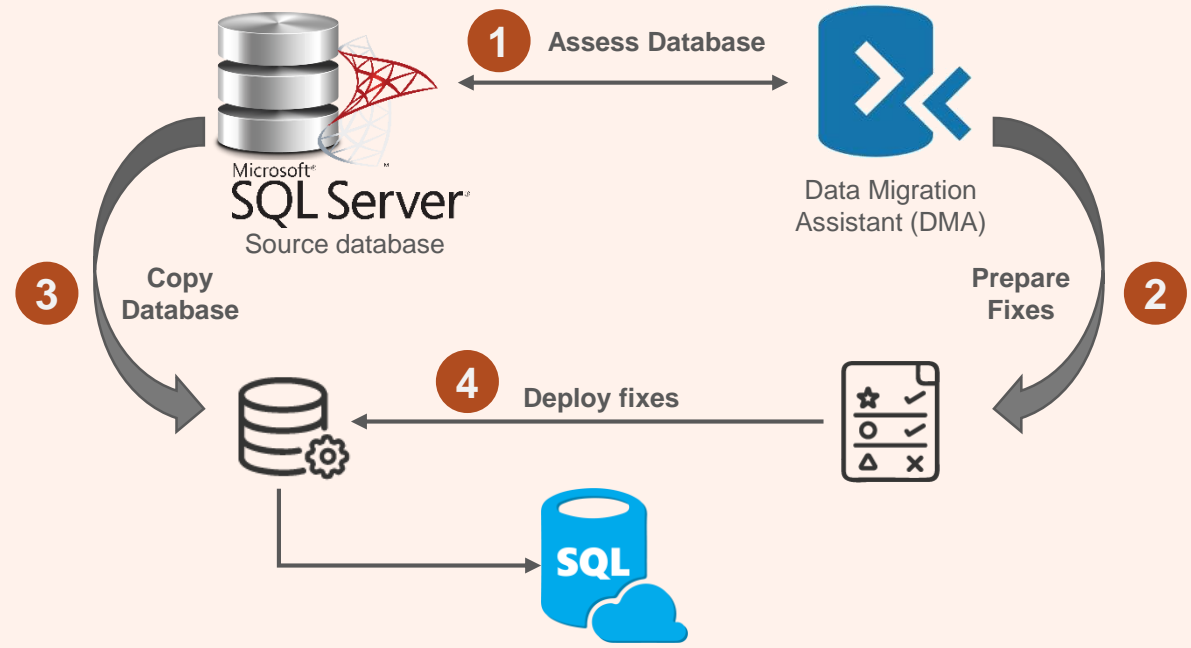 1
Assess Database
Microsoft®
SQL Server®
™
Source database
Data Migration
Assistant (DMA)
3
Copy
Database
Prepare
Fixes
2
4
Deploy fixes
SQL